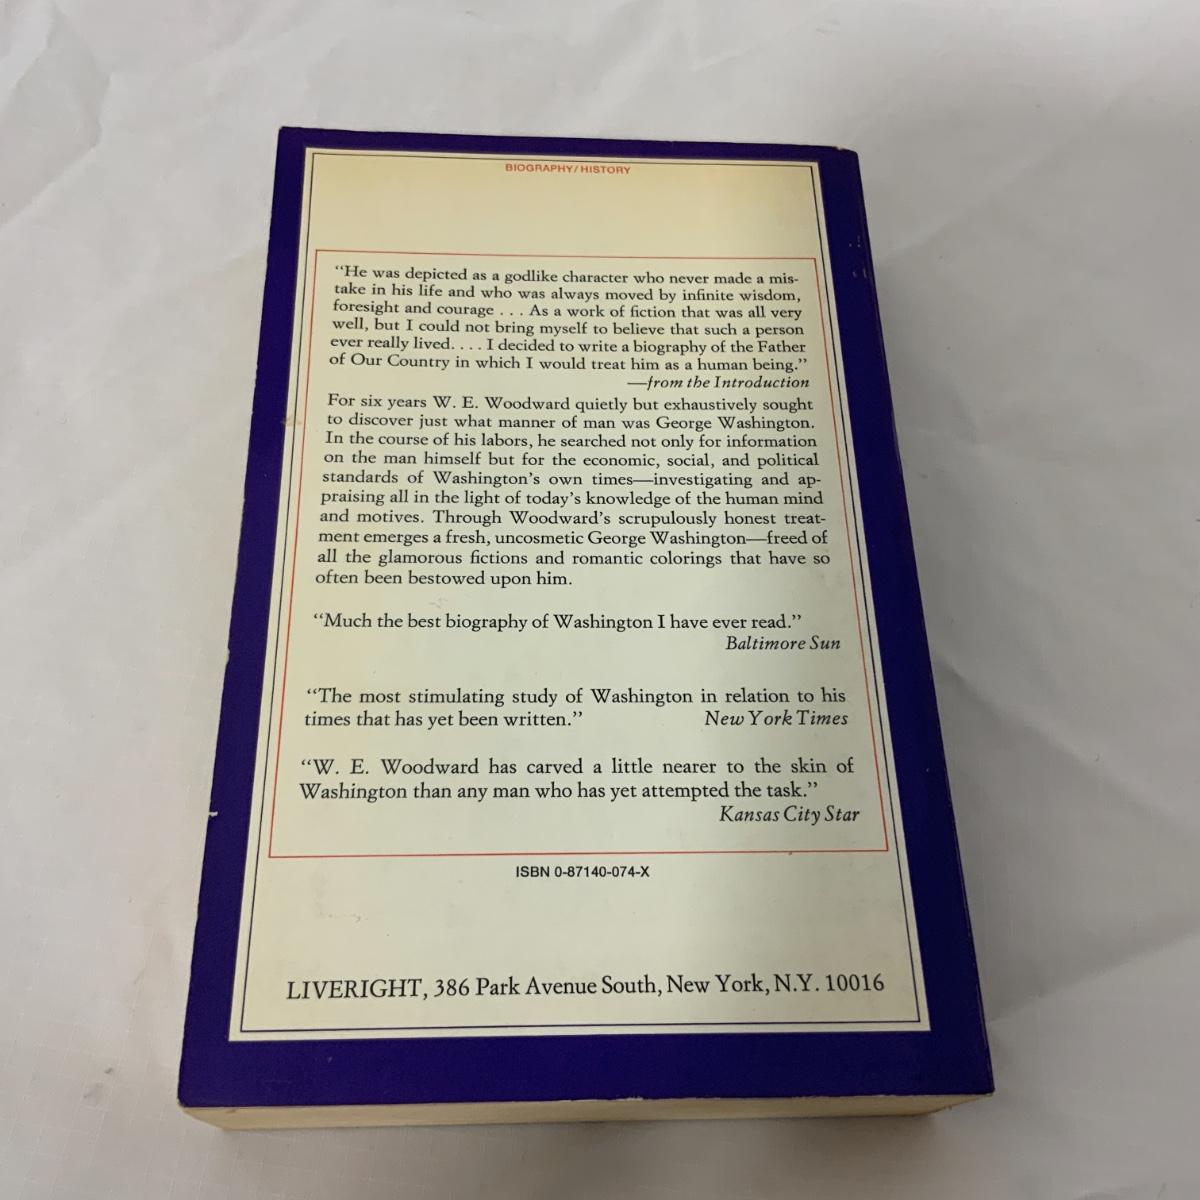 BIOGRAPHY/HISTORY
“He was depicted as a godlike character who never made a mis-
take in his life and who was always moved by infinite wisdom,
foresight and courage . . . As a work of fiction that was all very
well, but I could not bring myself to believe that such a person
ever really lived. . . . I decided to write a biography of the Father
of Our Country in which I would treat him as a human being.”
—from the Introduction
For six years W. E. Woodward quietly but exhaustively sought
to discover just what manner of man was George Washington.
In the course of his labors, he searched not only for information
on the man himself but for the economic, social, and political
standards of Washington’s own times—investigating and ap-
praising all in the light of today’s knowledge of the human mind
and motives. Through Woodward’s scrupulously honest treat-
ment emerges a fresh, uncosmetic George Washington—freed of
all the glamorous fictions and romantic colorings that have so
often been bestowed upon him.
“Much the best biography of Washington I have ever read.”
Baltimore Sun
“The most stimulating study of Washington in relation to his
times that has yet been written.” New York Times
“W. E. Woodward has carved a little nearer to the skin of
Washington than any man who has yet attempted the task.”
Kansas City Star
ISBN 0-87140-074-X
LIVERIGHT, 386 Park Avenue South, New York, N.Y. 10016